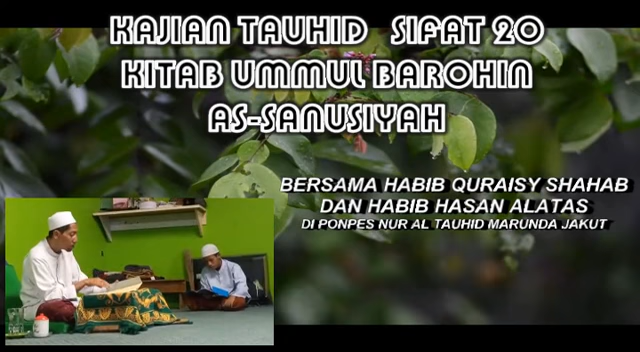 KAJIAN TAUHID SIFAT 20
KITAB UMMUL BAROHIN
AS-SANUSIYAH
BERSAMA HABIB QURAISY SHAHAB
DAN HABIB HASAN ALATAS
DI PONPES NUR AL TAUHID MARUNDA JAKUT